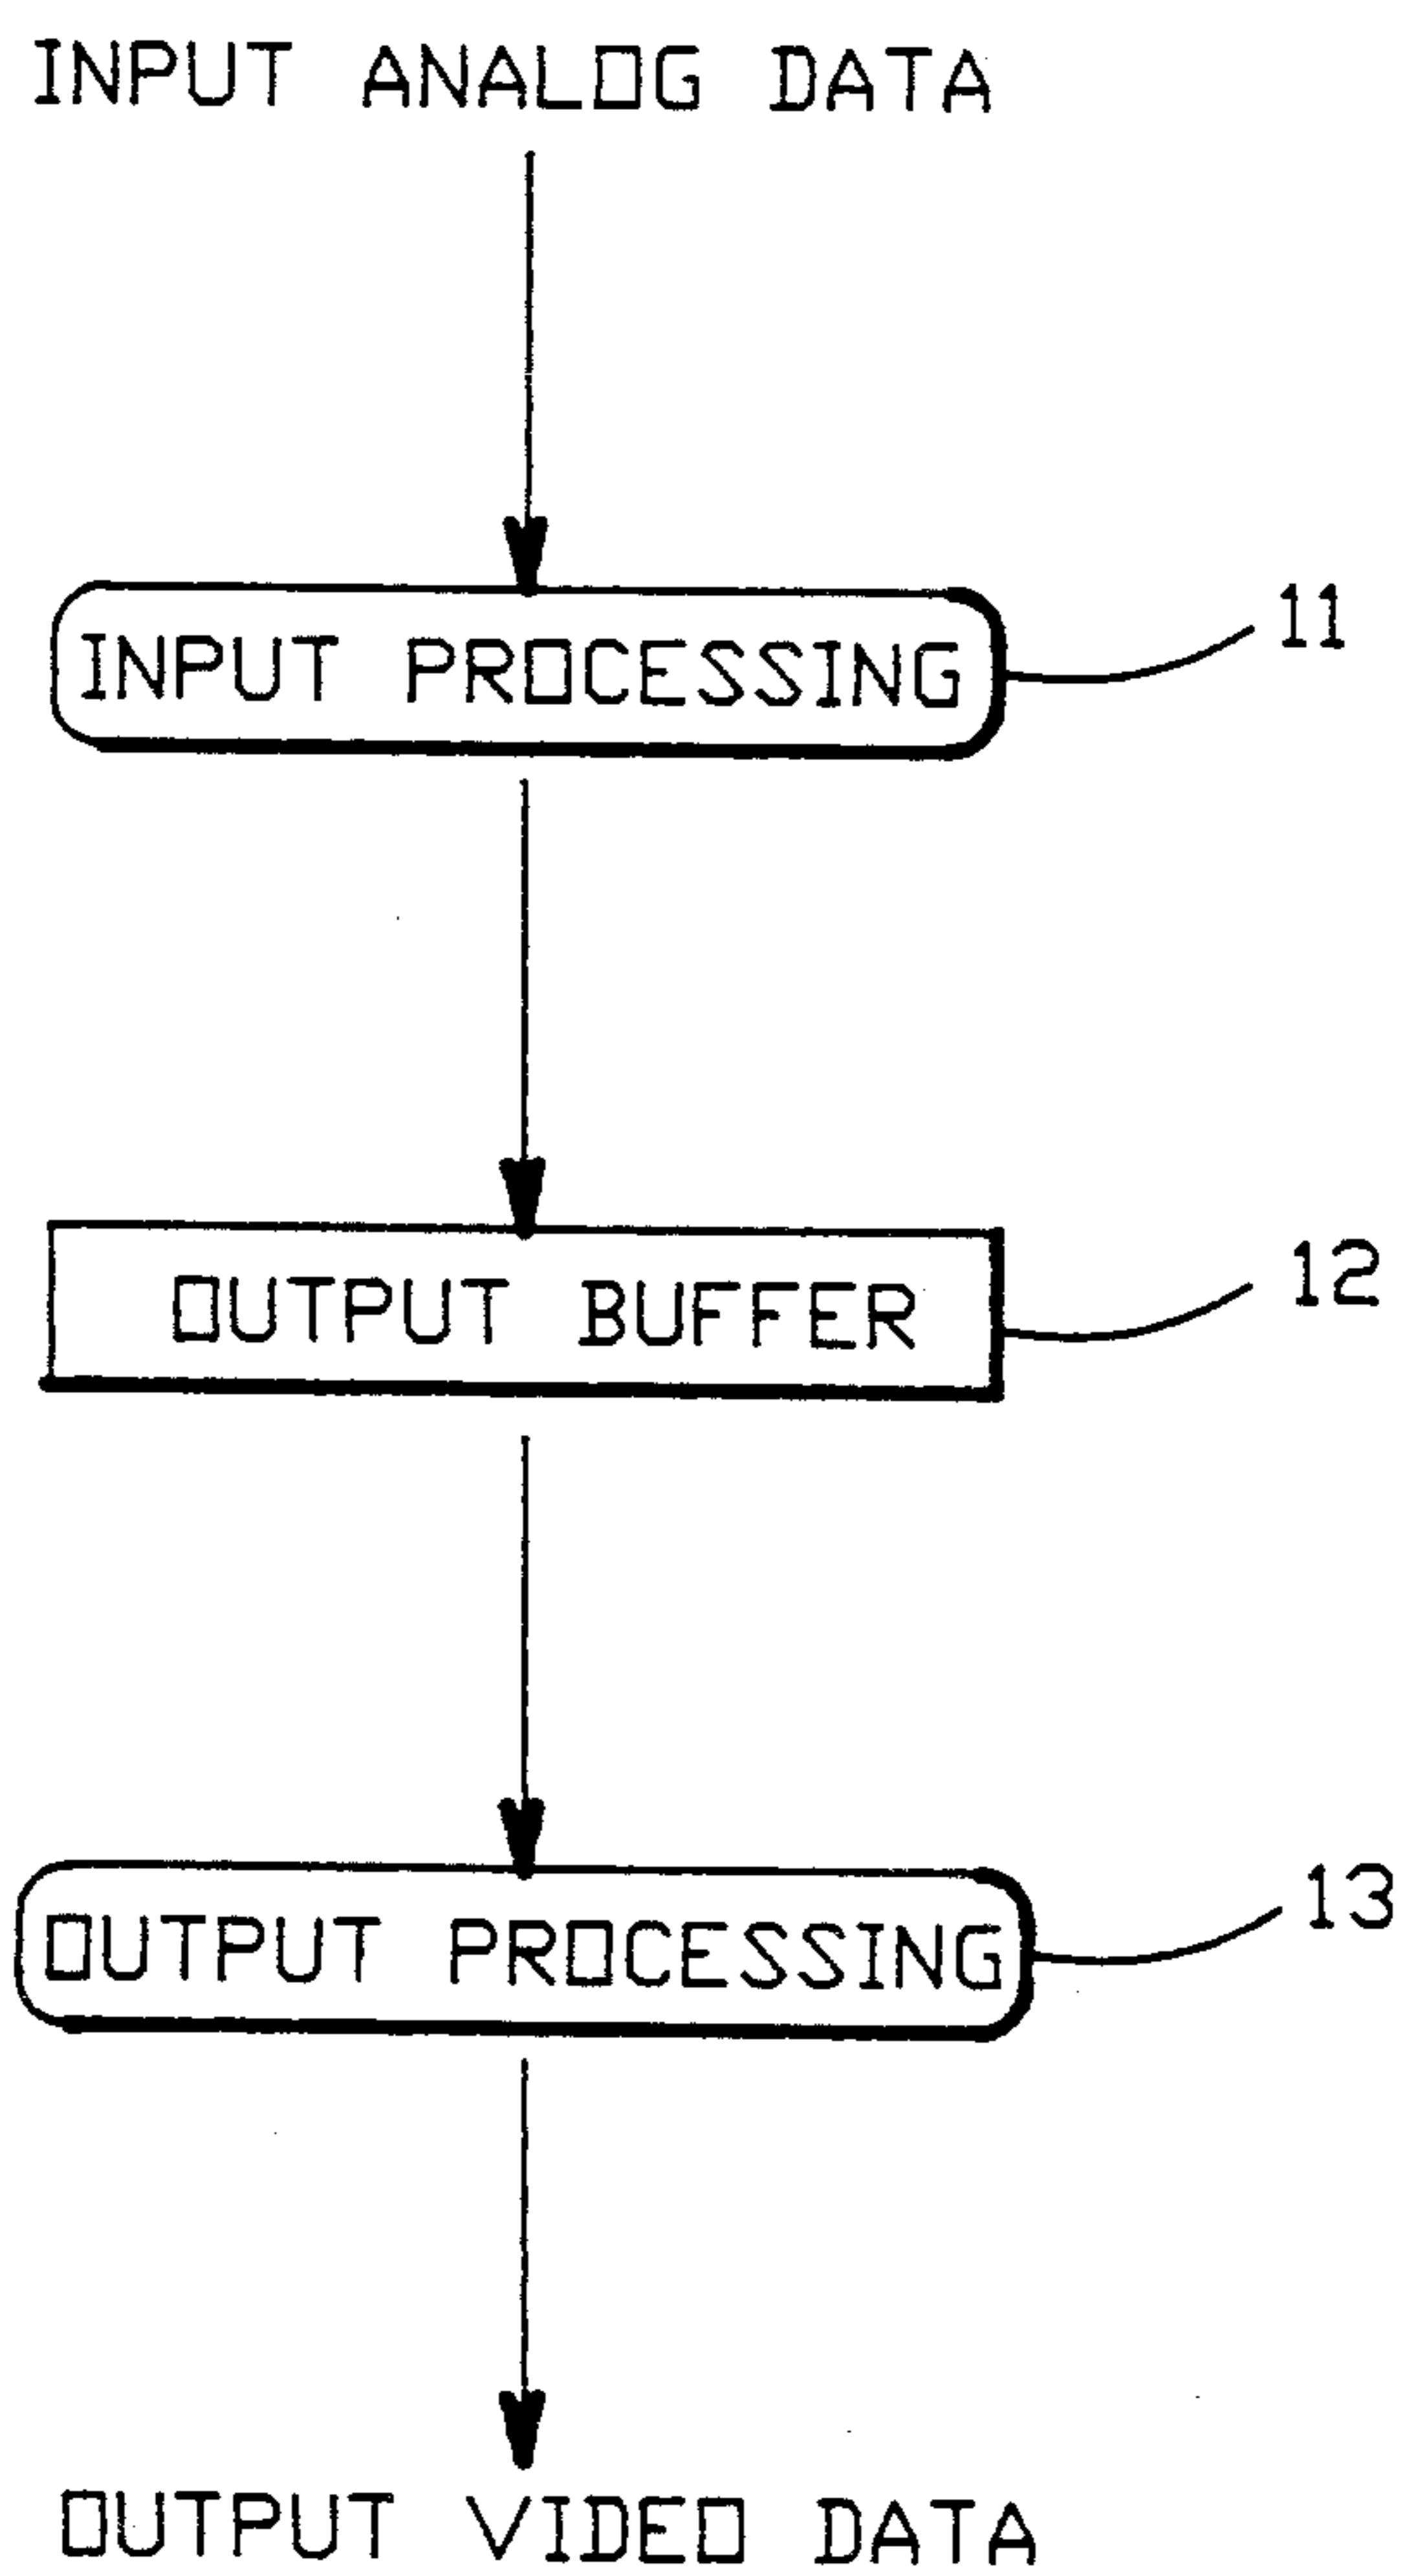 INPUT ANALOG DATA
INPUT PROCESSING
11
OUTPUT BUFFER
12
OUTPUT PROCESSING
13
OUTPUT VIDEO DATA